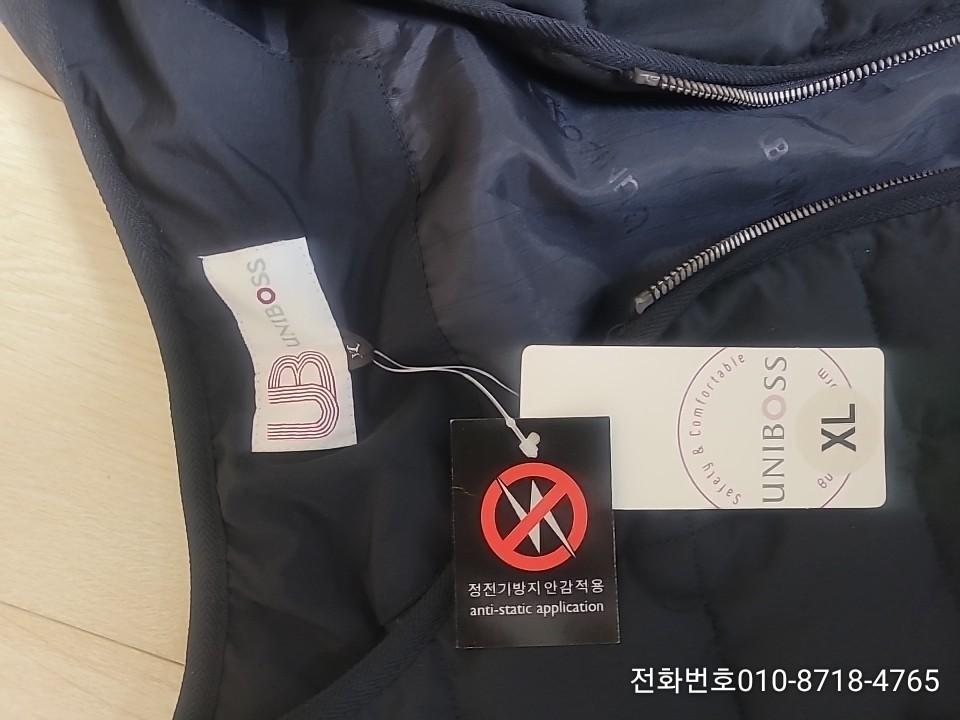 UNIBOSS
UB
Safety & Comfortable
UNIBOSS
XL
정전기방지 안감적용
anti-static application
전화번호010-8718-4765